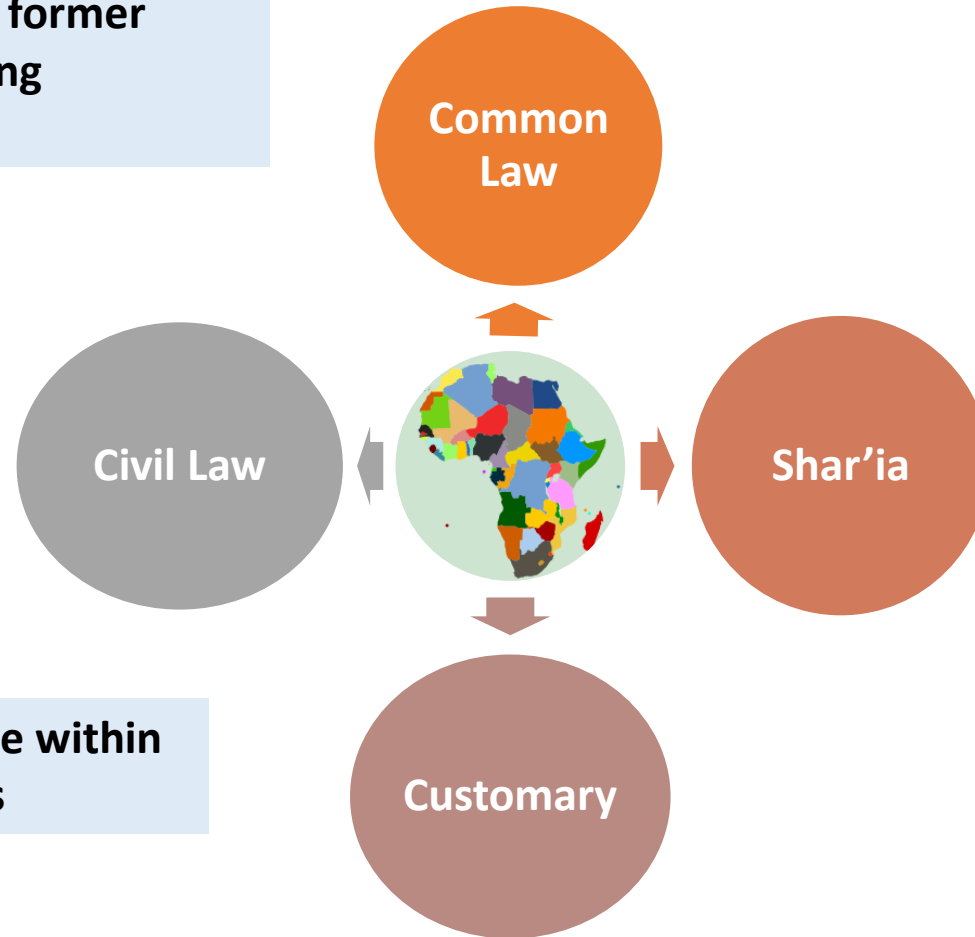 former
ng
Common
Law
Civil Law
Shar’ia
e within
s
Customary